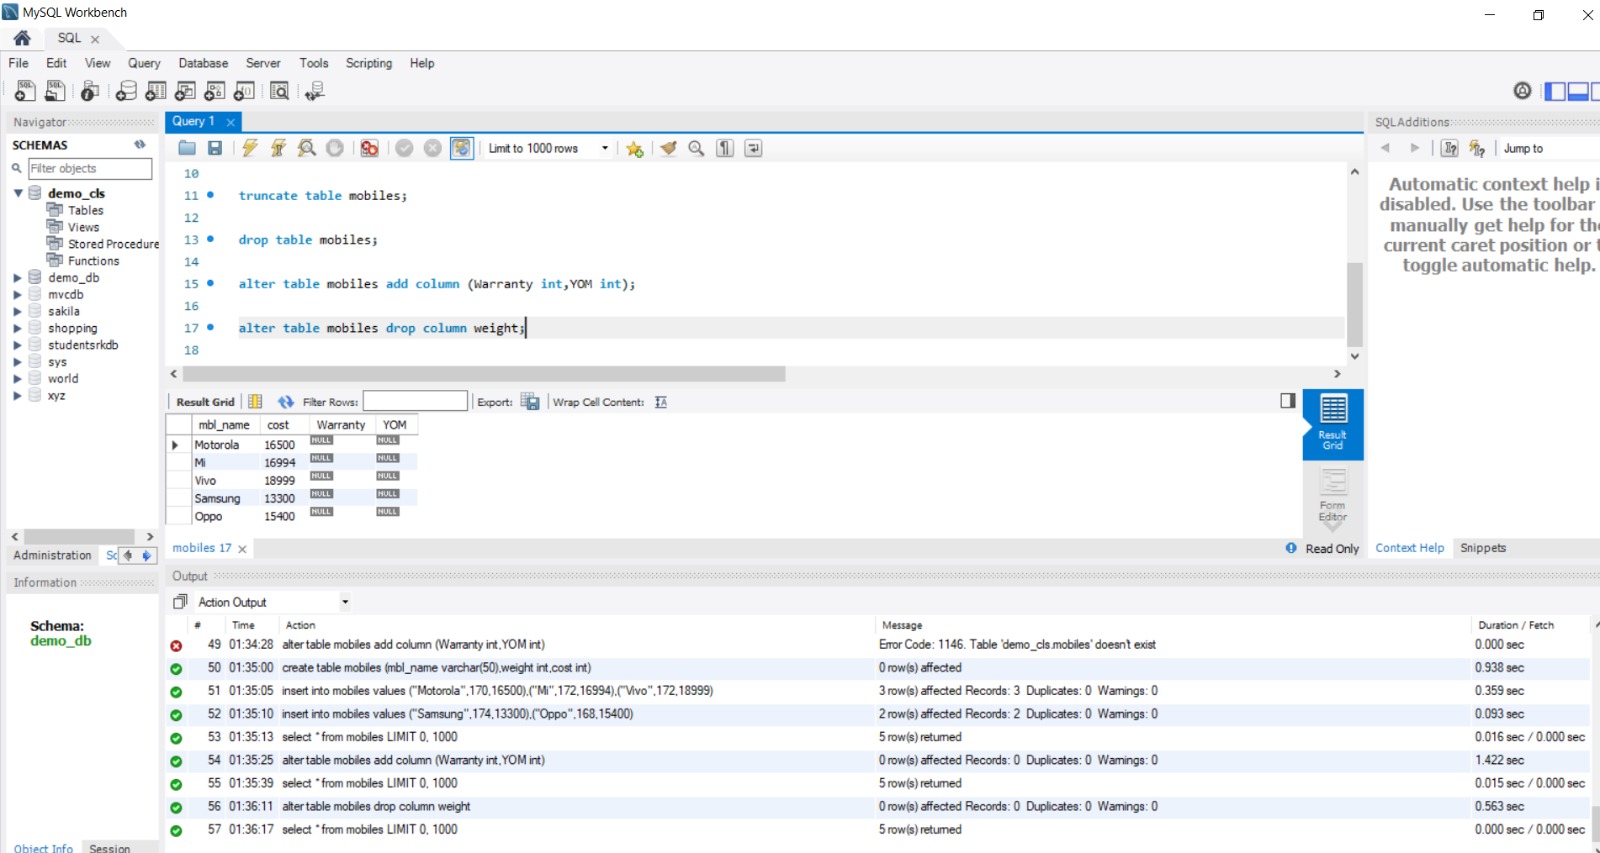 MySQL Workbench
SQL
File Edit View Query Database Server Tools Scripting Help
Navigator
SCHEMAS
Filter objects
demo_cls
Tables
Views
Stored Procedure
Functions
demo_db
mvcdb
sakila
shopping
studentsrkdb
sys
world
xyz
Administration Sc
Information
Schema:
demo_db
Object Info Session
Query 1
Limit to 1000 rows
10
11 truncate table mobiles;
12
13 drop table mobiles;
14
15 alter table mobiles add column (Warranty int,YOM int);
16
17 alter table mobiles drop column weight;
18
Result Grid Filter Rows: Export: Wrap Cell Content:
mbl_name cost Warranty YOM
Motorola 16500 NULL NULL
Mi 16994 NULL NULL
Vivo 18999 NULL NULL
Samsung 13300 NULL NULL
Oppo 15400 NULL NULL
Result
Grid
Form
Editor
mobiles 17
Read Only
SQLAdditions
Jump to
Automatic context help i
disabled. Use the toolbar
manually get help for the
current caret position or t
toggle automatic help.
Context Help Snippets
Output
Action Output
# Time Action Message Duration / Fetch
49 01:34:28 alter table mobiles add column (Warranty int,YOM int) Error Code: 1146. Table 'demo_cls.mobiles' doesn't exist 0.000 sec
50 01:35:00 create table mobiles (mbl_name varchar(50),weight int,cost int) 0 row(s) affected 0.938 sec
51 01:35:05 insert into mobiles values ("Motorola",170,16500),("Mi",172,16994),("Vivo",172,18999) 3 row(s) affected Records: 3 Duplicates: 0 Warnings: 0 0.359 sec
52 01:35:10 insert into mobiles values ("Samsung",174,13300),("Oppo",168,15400) 2 row(s) affected Records: 2 Duplicates: 0 Warnings: 0 0.093 sec
53 01:35:13 select * from mobiles LIMIT 0, 1000 5 row(s) returned 0.016 sec / 0.000 sec
54 01:35:25 alter table mobiles add column (Warranty int,YOM int) 0 row(s) affected Records: 0 Duplicates: 0 Warnings: 0 1.422 sec
55 01:35:39 select * from mobiles LIMIT 0, 1000 5 row(s) returned 0.015 sec / 0.000 sec
56 01:36:11 alter table mobiles drop column weight 0 row(s) affected Records: 0 Duplicates: 0 Warnings: 0 0.563 sec
57 01:36:17 select * from mobiles LIMIT 0, 1000 5 row(s) returned 0.000 sec / 0.000 sec